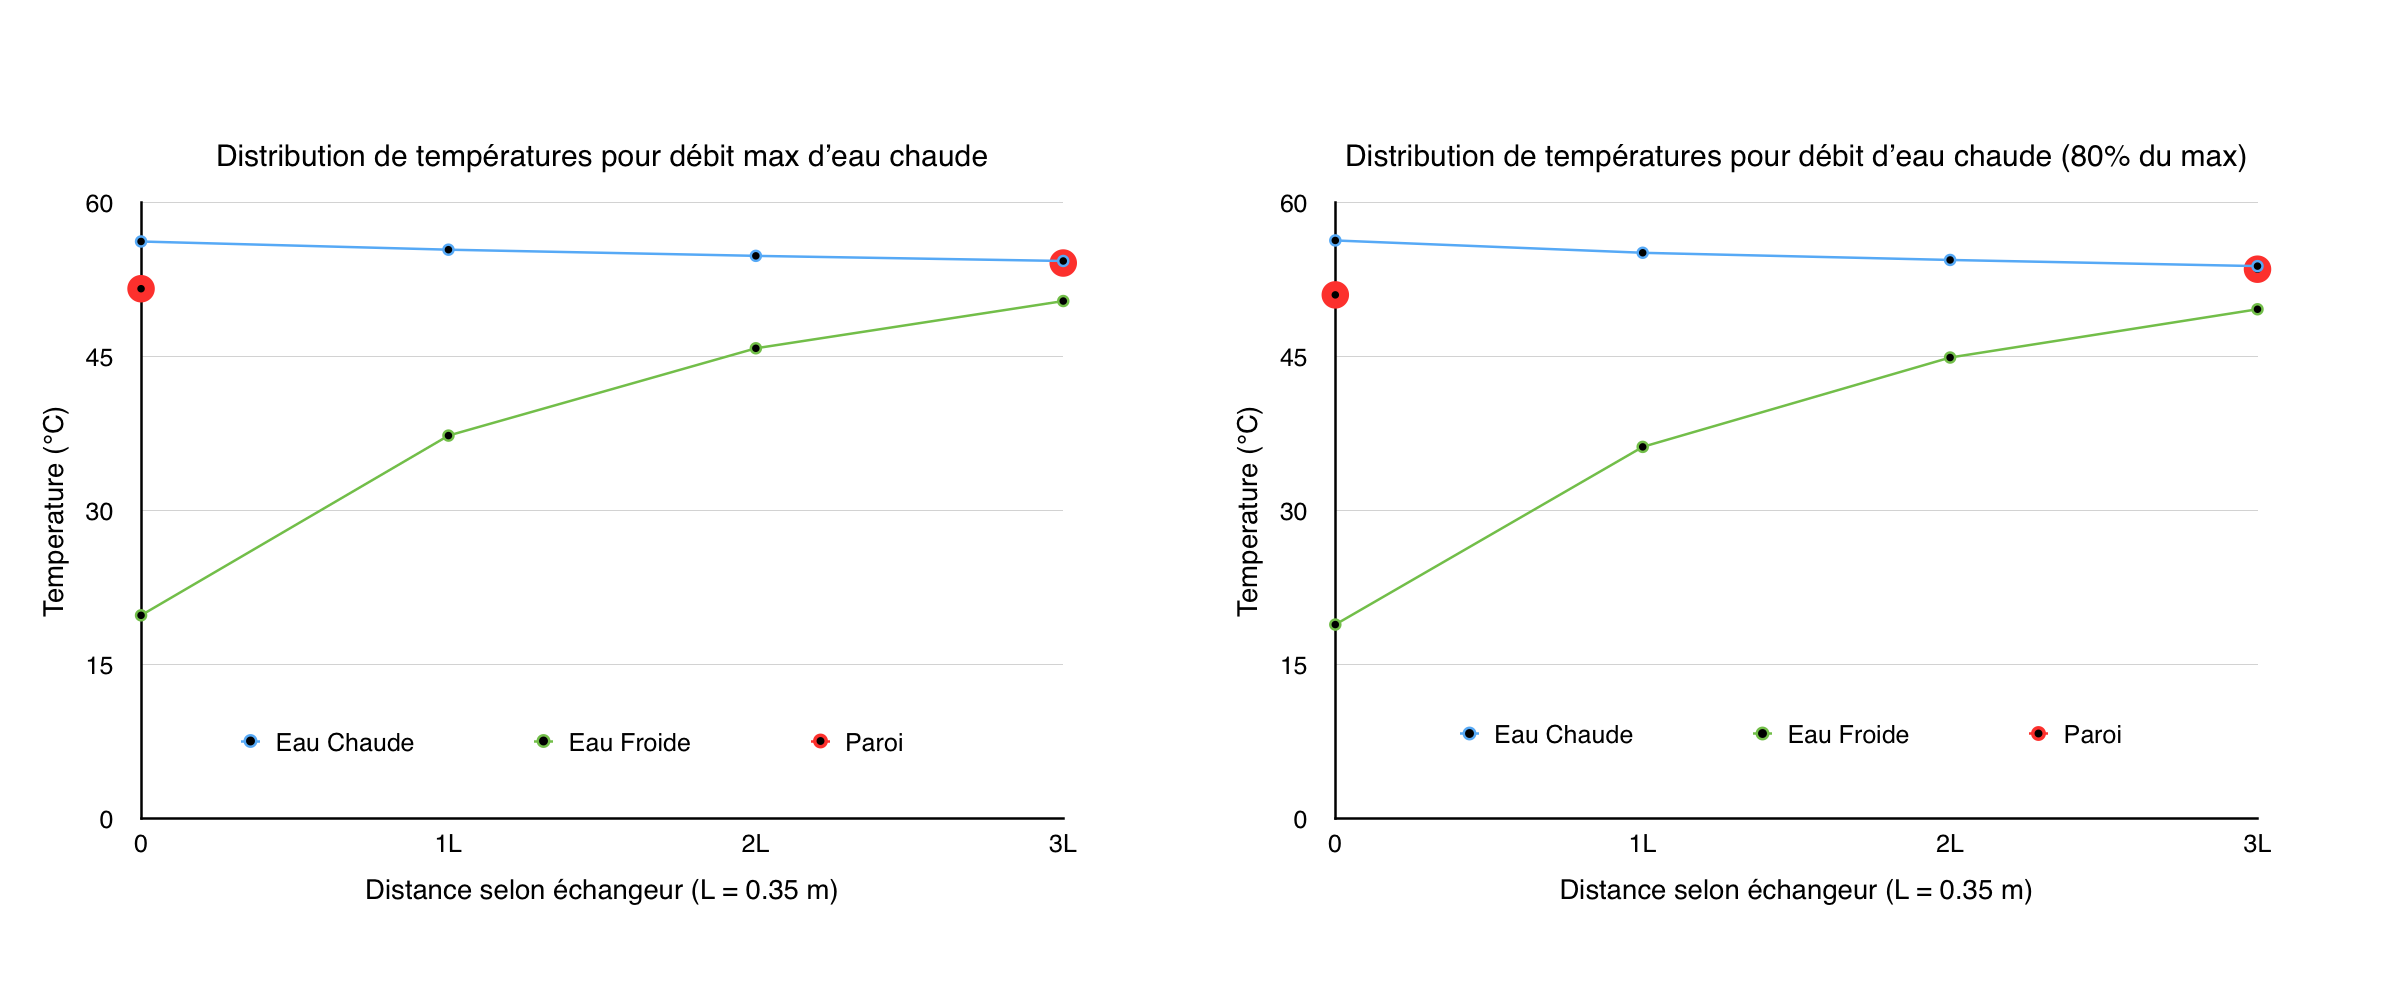 Distribution de températures pour débit max d’eau chaude
60
45
30
15
0
Temperature (°C)
Eau Chaude
Eau Froide
Paroi
0
1L
2L
3L
Distance selon échangeur (L = 0.35 m)
Distribution de températures pour débit d’eau chaude (80% du max)
60
45
30
15
0
Temperature (°C)
Eau Chaude
Eau Froide
Paroi
0
1L
2L
3L
Distance selon échangeur (L = 0.35 m)